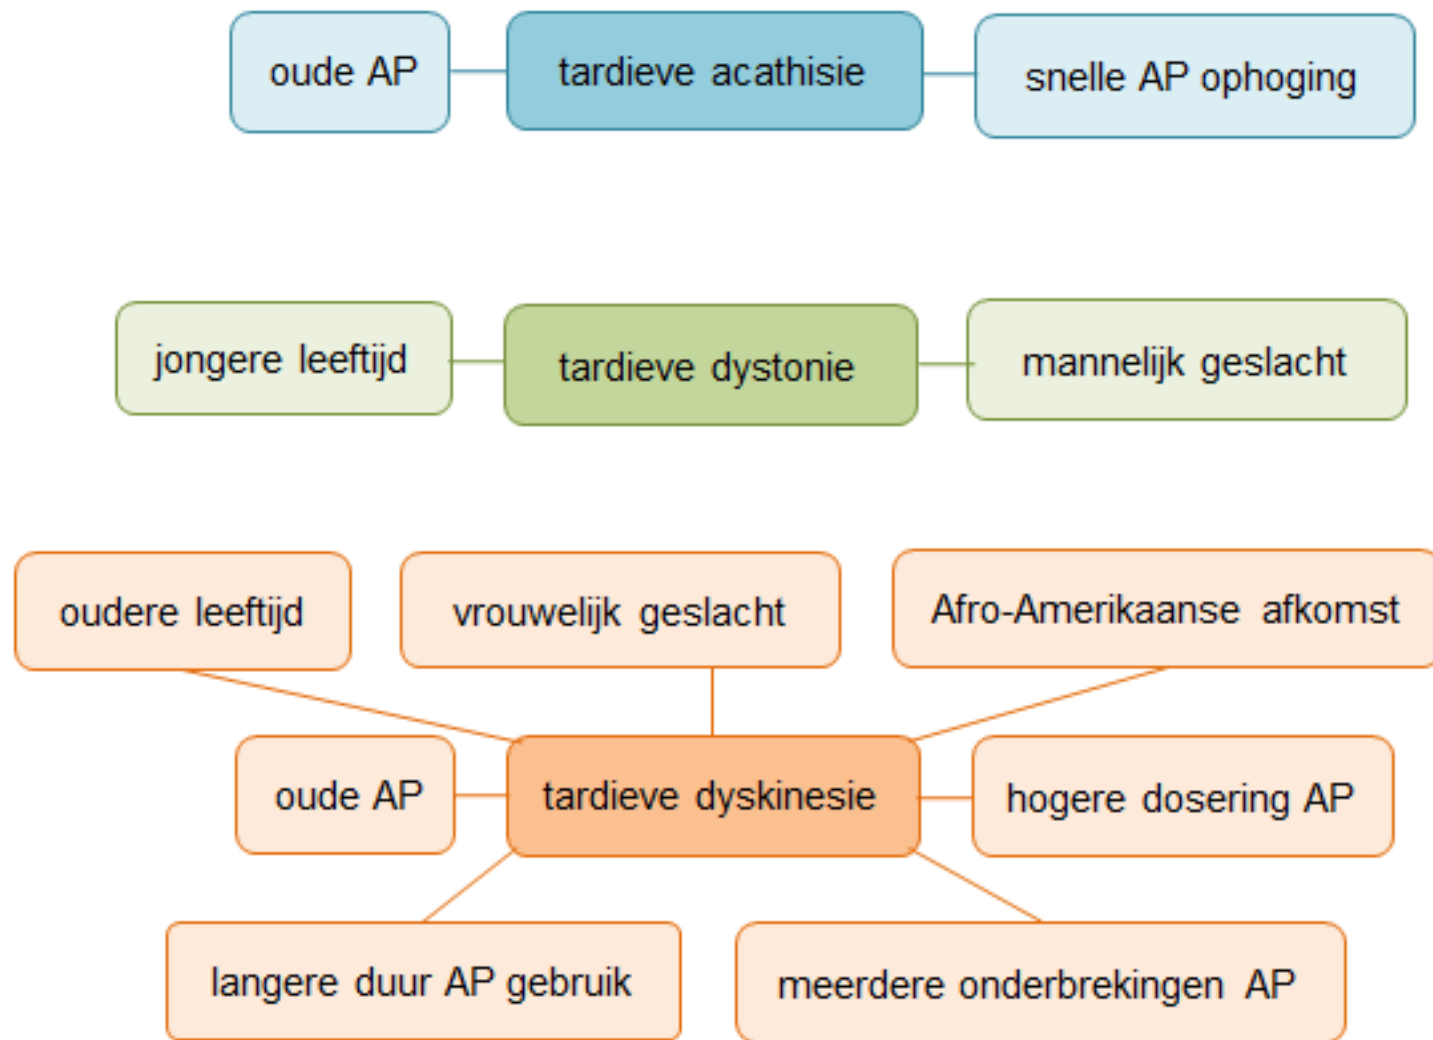 oude AP
tardieve acathisie
snelle AP ophoging
jongere leeftijd
tardieve dystonie
mannelijk geslacht
oudere leeftijd
vrouwelijk geslacht
Afro-Amerikaanse afkomst
oude AP
tardieve dyskinesie
hogere dosering AP
langere duur AP gebruik
meerdere onderbrekingen AP